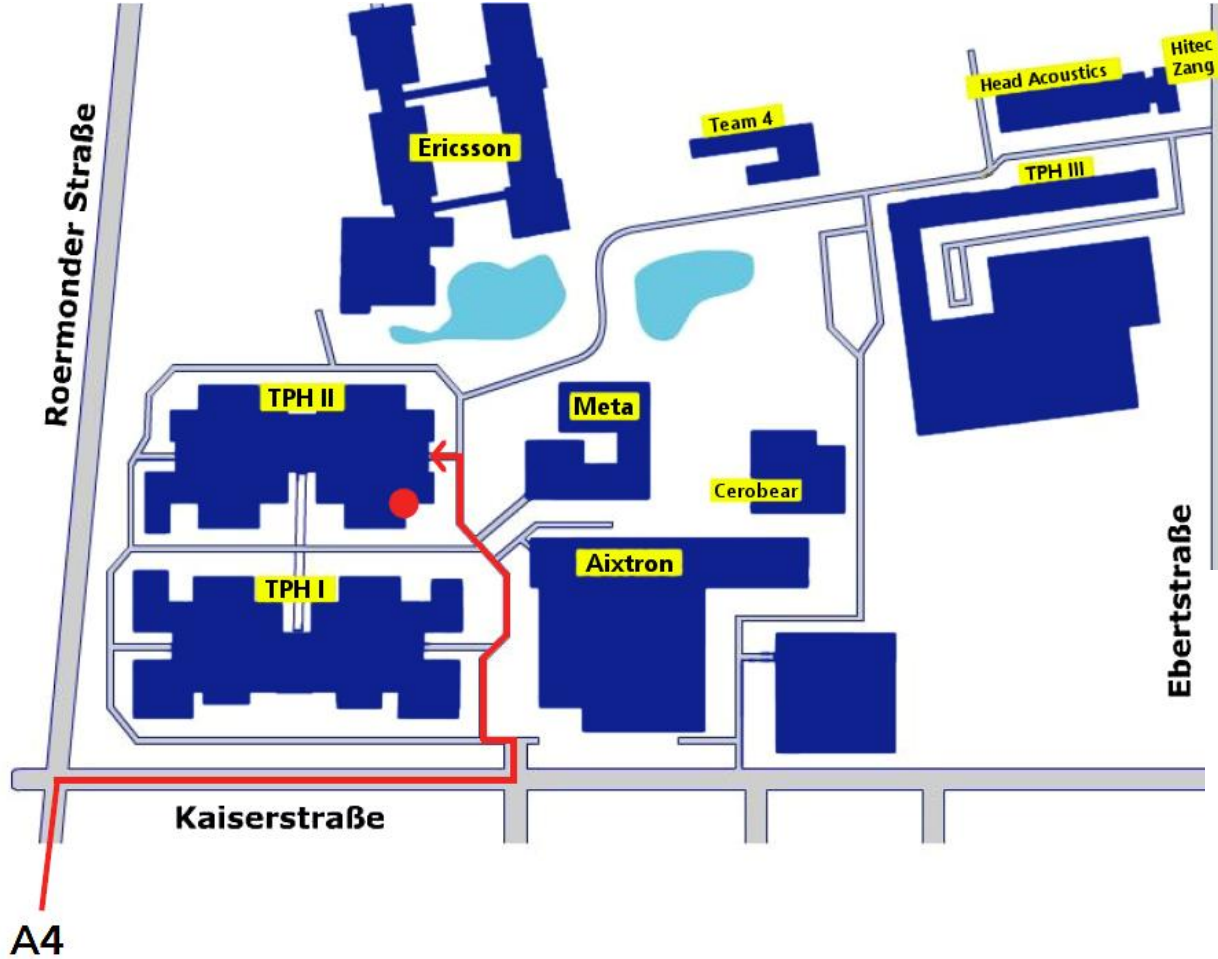 Hitec
Zang
Head Acoustics
Team 4
Ericsson
TPH III
Roermonder Straße
TPH II
Meta
Cerobear
Aixtron
TPH I
Ebertstraße
Kaiserstraße
A4